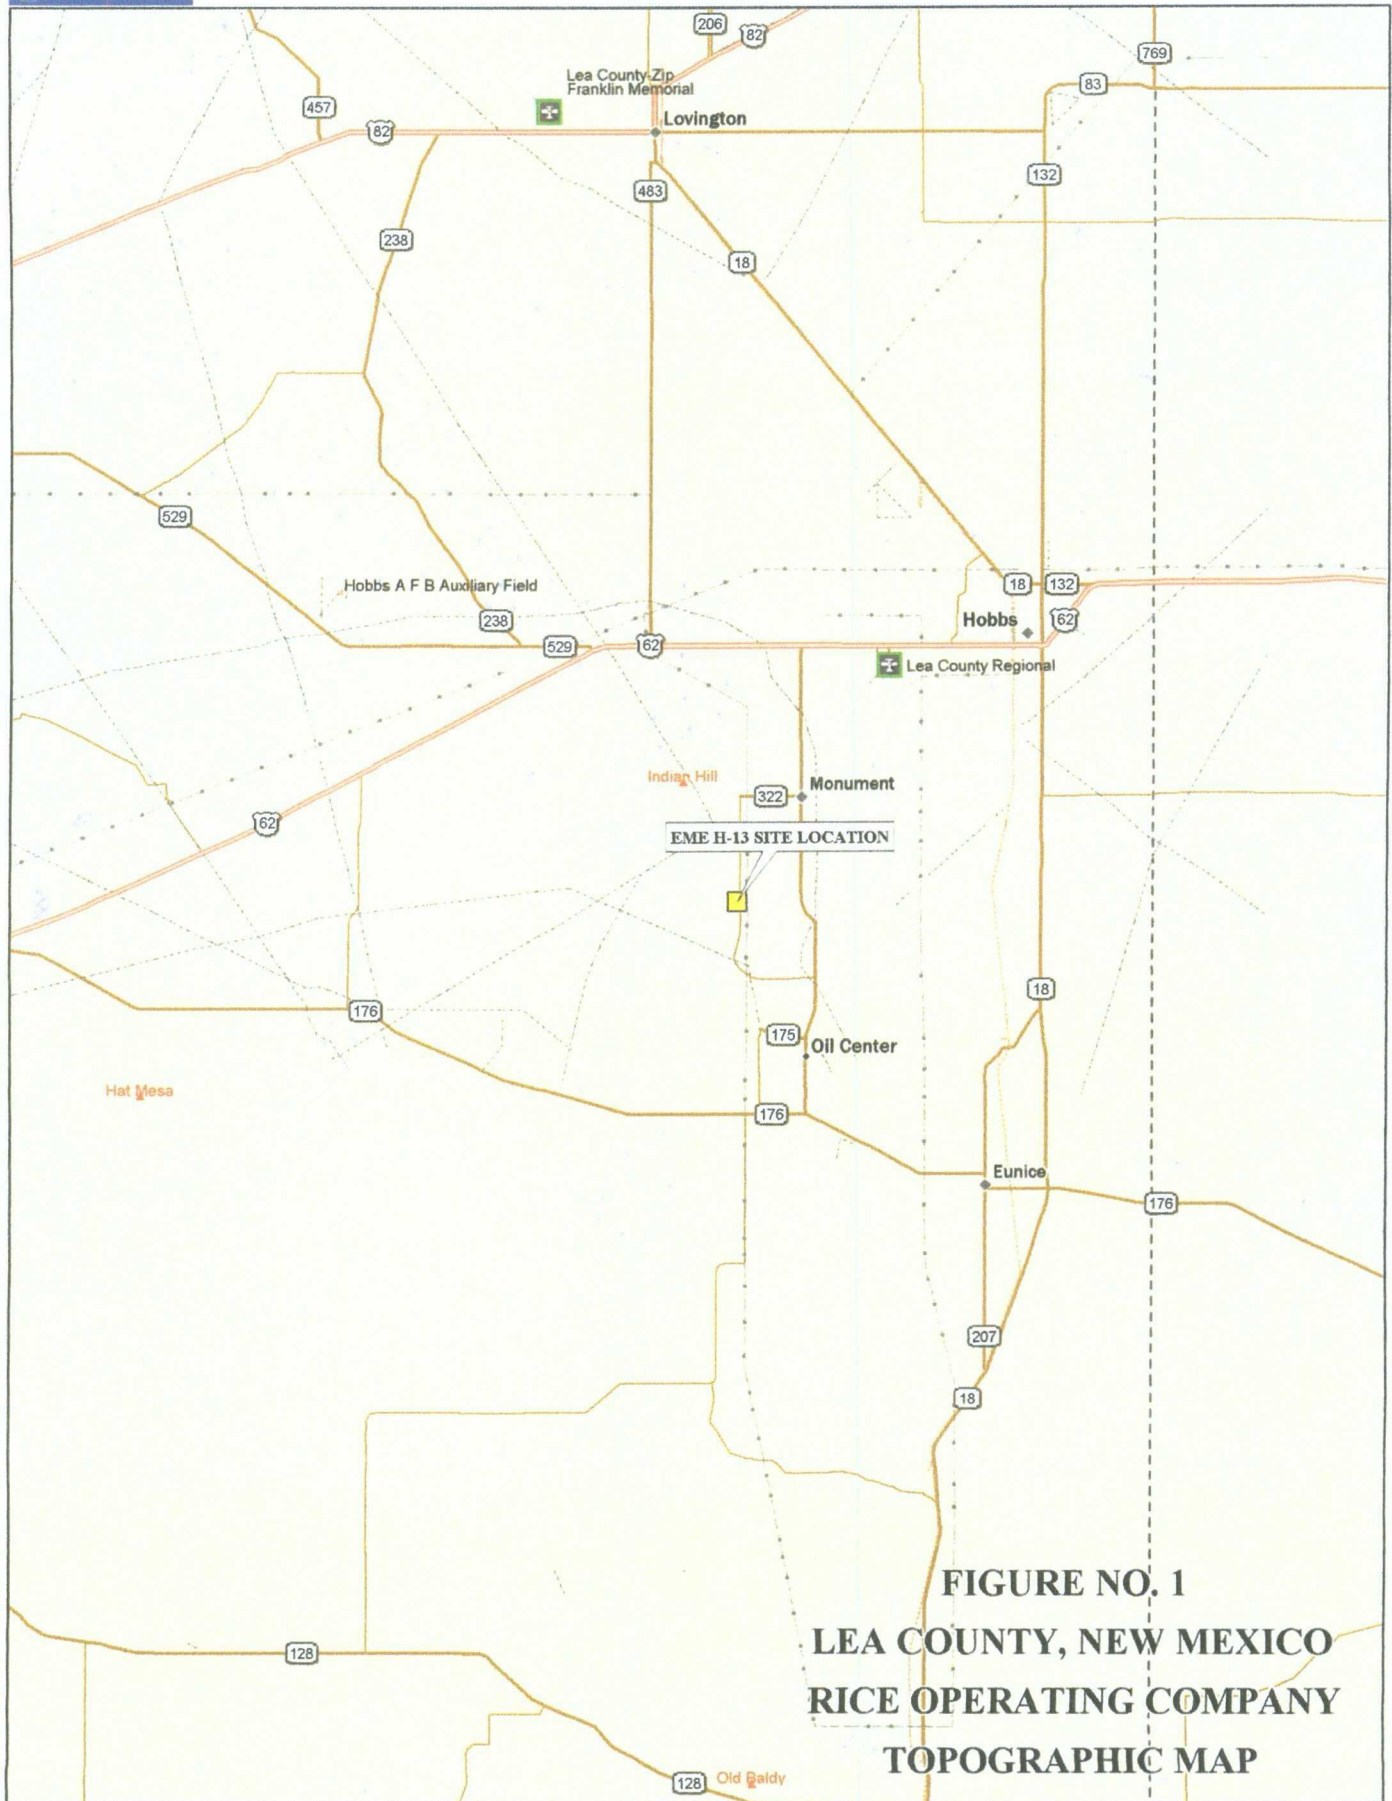 206
82
769
Lea County-Zip
Franklin Memorial
83
457
82
Lovington
132
483
238
18
529
Hobbs A F B Auxiliary Field
18
132
238
Hobbs
62
529
62
Lea County Regional
Indian Hill
322
Monument
62
EME H-13 SITE LOCATION
18
176
175
Oil Center
Hat Mesa
176
Eunice
176
207
18
FIGURE NO. 1
LEA COUNTY, NEW MEXICO
128
RICE OPERATING COMPANY
TOPOGRAPHIC MAP
128
Old Baldy